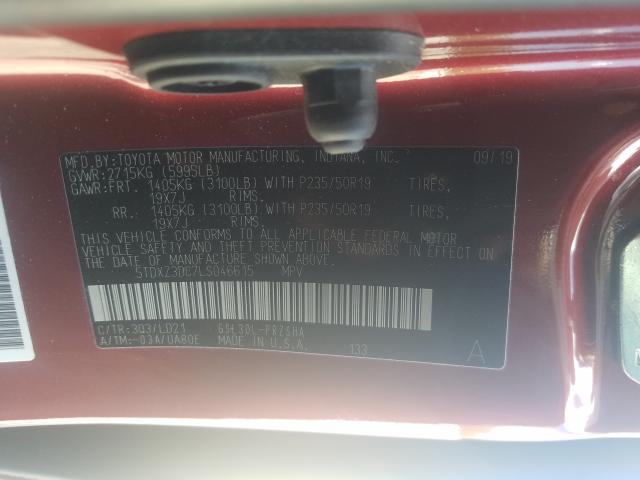 MFD.BY:TOYOTA MOTOR MANUFACTURING, INDIANA, INC. 09/19
GVWR:2715KG (5995LB)
GAWR:FRT. 1405KG (3100LB) WITH P235/50R19 TIRES,
19X7J RIMS.
RR. 1405KG (3100LB) WITH P235/50R19 TIRES,
19X7J RIMS.
THIS VEHICLE CONFORMS TO ALL APPLICABLE FEDERAL MOTOR
VEHICLE SAFETY AND THEFT PREVENTION STANDARDS IN EFFECT ON
THE DATE OF MANUFACTURE SHOWN ABOVE.
5TDXZ3DC7LS046615 MPV
C/TR:3Q3/LD21 GSL30L-PRZSHA
A/TM:-03A/UA80E MADE IN U.S.A. 133 A